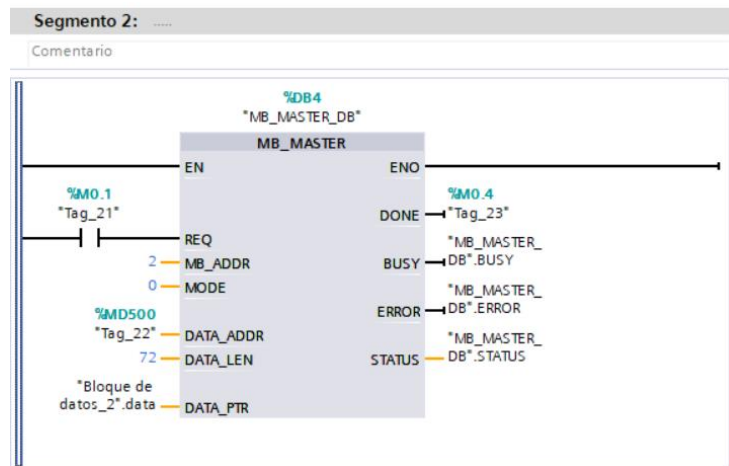 Segmento 2: .....
Comentario
%DB4
"MB_MASTER_DB"
MB_MASTER
EN ENO
%M0.1
"Tag_21"
%M0.4
DONE "Tag_23"
REQ
"MB_MASTER_
2 MB_ADDR BUSY DB".BUSY
0 MODE
"MB_MASTER_
ERROR DB".ERROR
%MD500
"Tag_22" DATA_ADDR
"MB_MASTER_
72 DATA_LEN STATUS DB".STATUS
"Bloque de
datos_2".data DATA_PTR